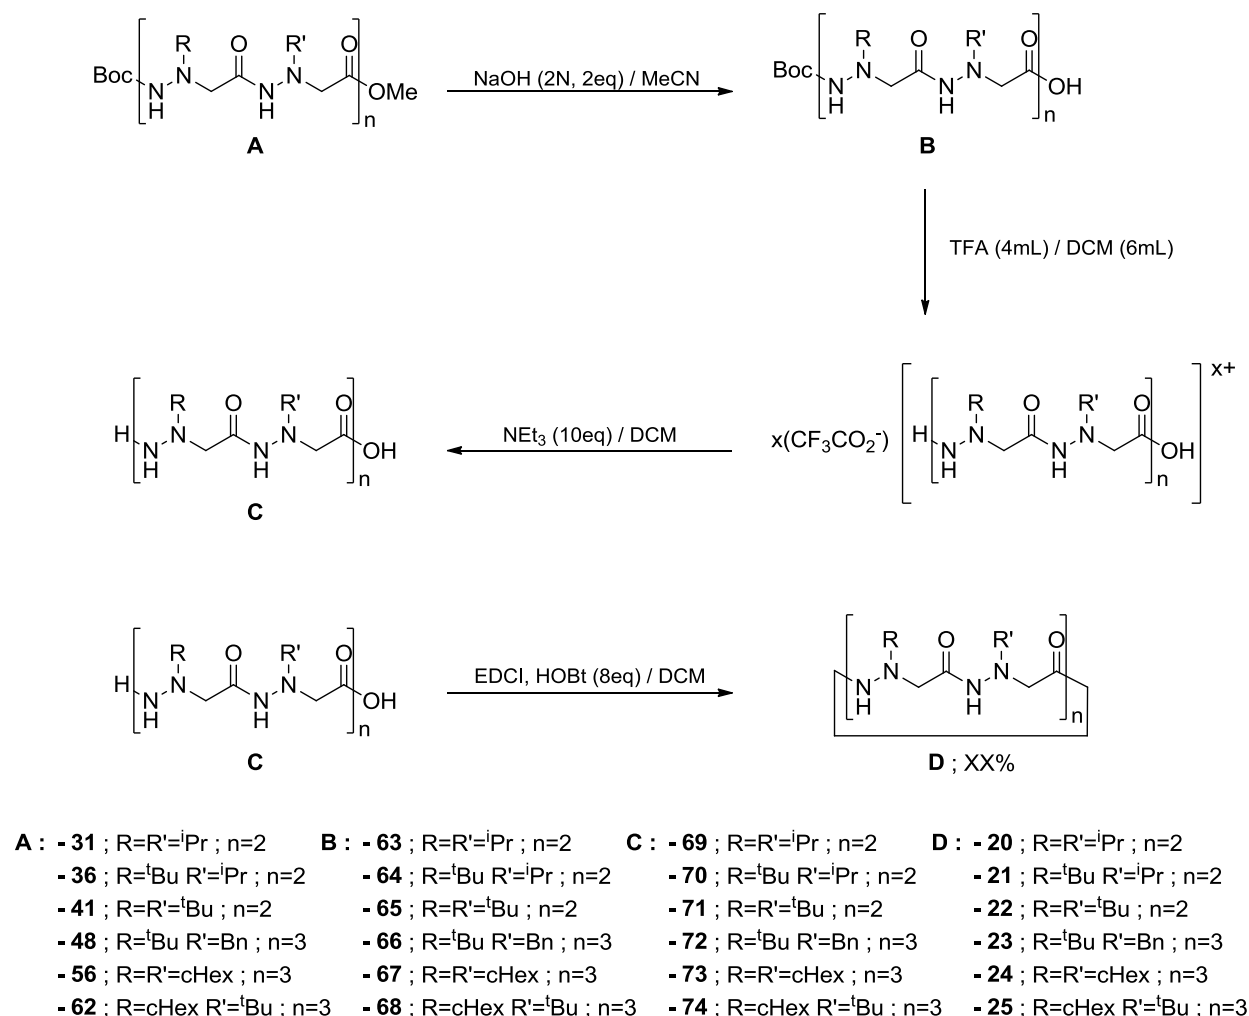 R O R' O
Boc N H N N H N OMe n
A
NaOH (2N, 2eq) / MeCN
R O R' O
Boc N H N N H N OH n
B
TFA (4mL) / DCM (6mL)
R O R' O
H N H N N H N OH n
C
NEt₃ (10eq) / DCM
x(CF₃CO₂⁻)
R O R' O
H N H N N H N OH n
x+
R O R' O
H N H N N H N OH n
C
EDCI, HOBt (8eq) / DCM
R O R' O
N H N N H N n
D ; XX%
A : - 31 ; R=R'=ⁱPr ; n=2
- 36 ; R=ᵗBu R'=ⁱPr ; n=2
- 41 ; R=R'=ᵗBu ; n=2
- 48 ; R=ᵗBu R'=Bn ; n=3
- 56 ; R=R'=cHex ; n=3
- 62 ; R=cHex R'=ᵗBu ; n=3
B : - 63 ; R=R'=ⁱPr ; n=2
- 64 ; R=ᵗBu R'=ⁱPr ; n=2
- 65 ; R=R'=ᵗBu ; n=2
- 66 ; R=ᵗBu R'=Bn ; n=3
- 67 ; R=R'=cHex ; n=3
- 68 ; R=cHex R'=ᵗBu ; n=3
C : - 69 ; R=R'=ⁱPr ; n=2
- 70 ; R=ᵗBu R'=ⁱPr ; n=2
- 71 ; R=R'=ᵗBu ; n=2
- 72 ; R=ᵗBu R'=Bn ; n=3
- 73 ; R=R'=cHex ; n=3
- 74 ; R=cHex R'=ᵗBu ; n=3
D : - 20 ; R=R'=ⁱPr ; n=2
- 21 ; R=ᵗBu R'=ⁱPr ; n=2
- 22 ; R=R'=ᵗBu ; n=2
- 23 ; R=ᵗBu R'=Bn ; n=3
- 24 ; R=R'=cHex ; n=3
- 25 ; R=cHex R'=ᵗBu ; n=3